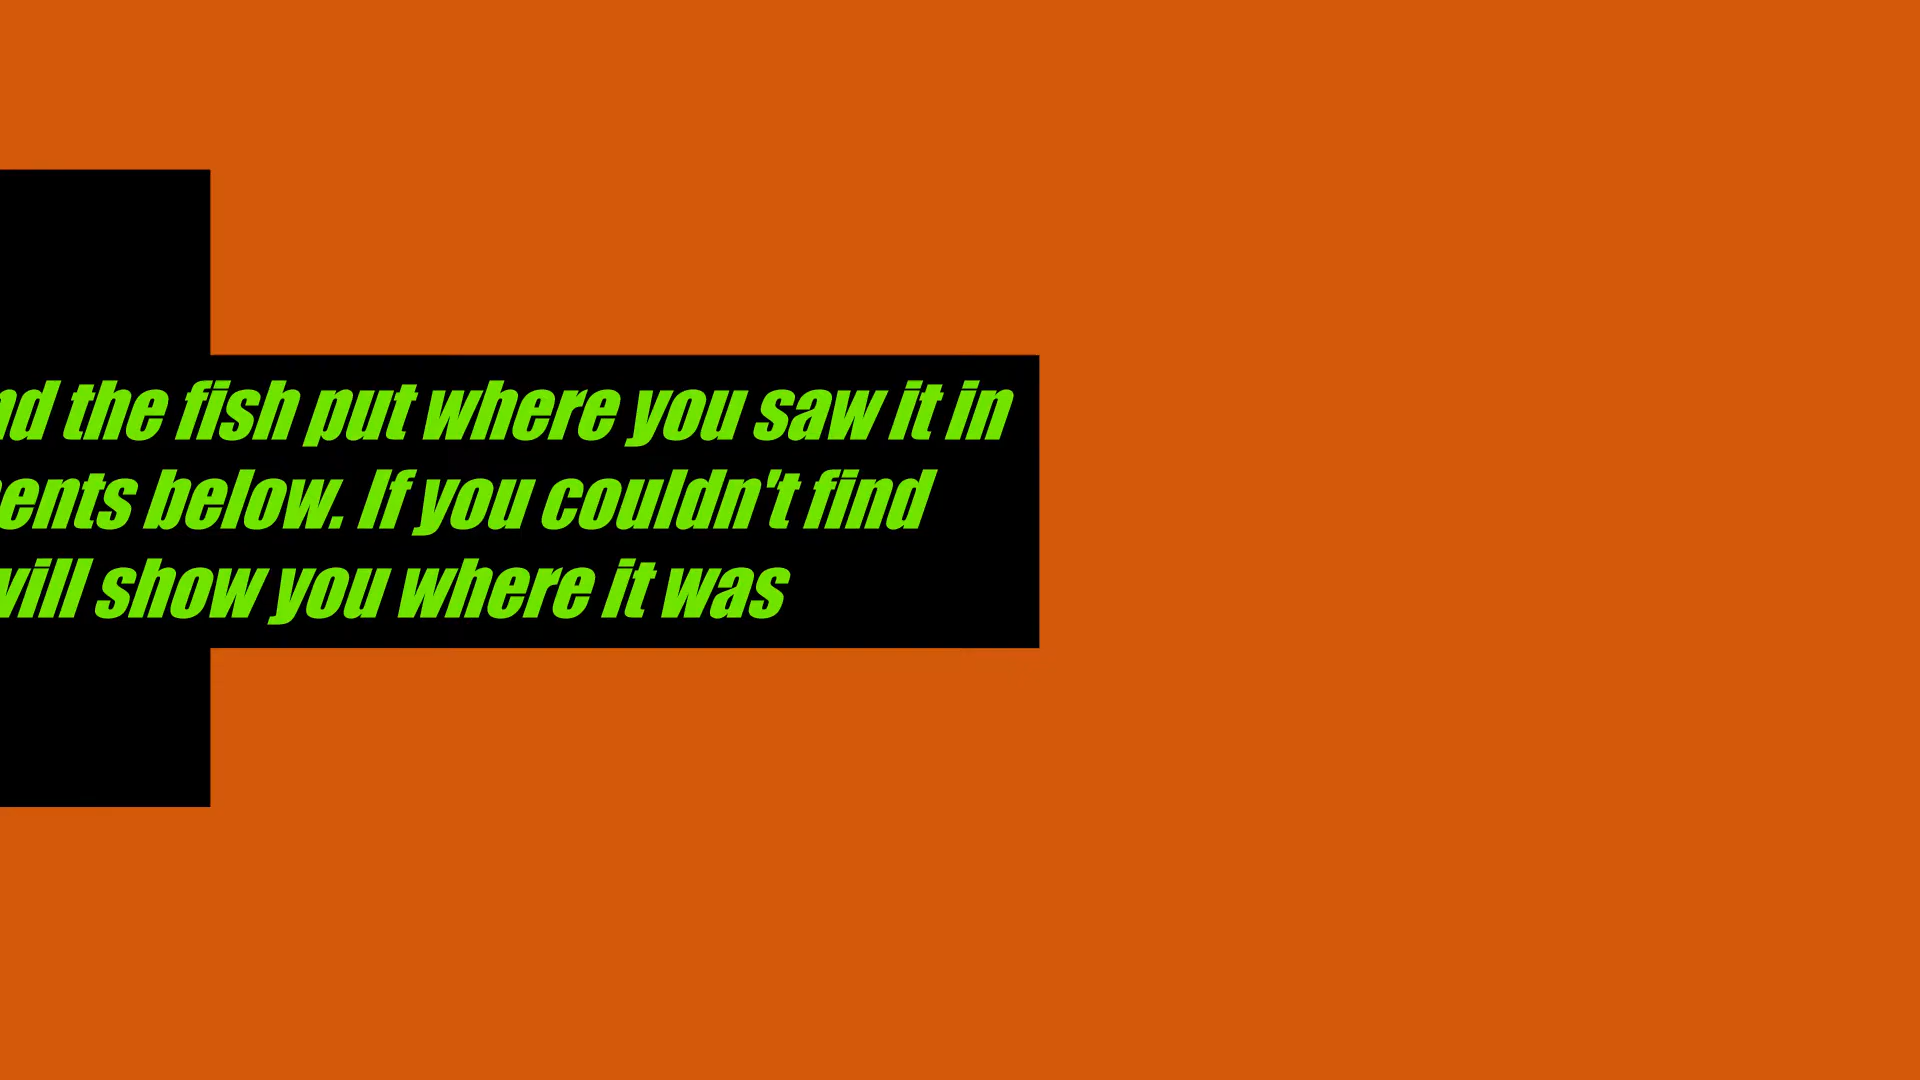 the fish put where you saw it in
below. If you couldn't find
show you where it was